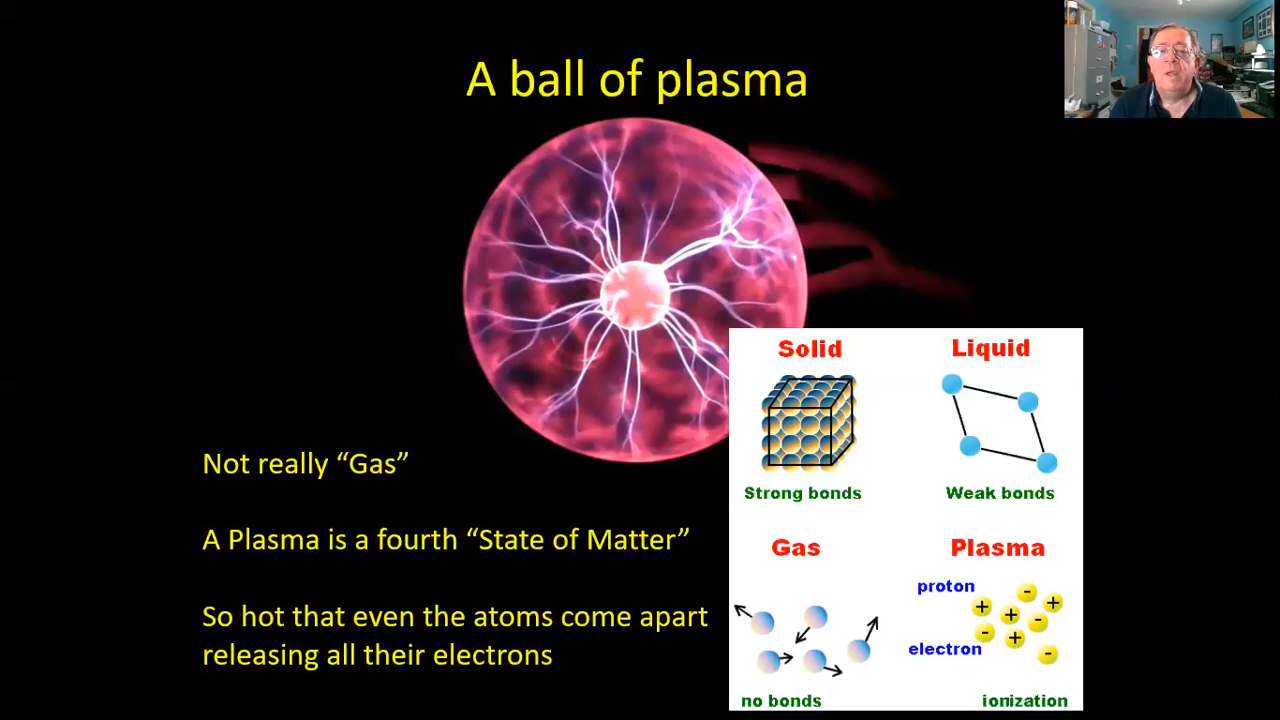 A ball of plasma
Not really “Gas”
A Plasma is a fourth “State of Matter”
So hot that even the atoms come apart
releasing all their electrons
Solid
Liquid
Strong bonds
Weak bonds
Gas
Plasma
proton
electron
+ - + + - - + -
no bonds
ionization